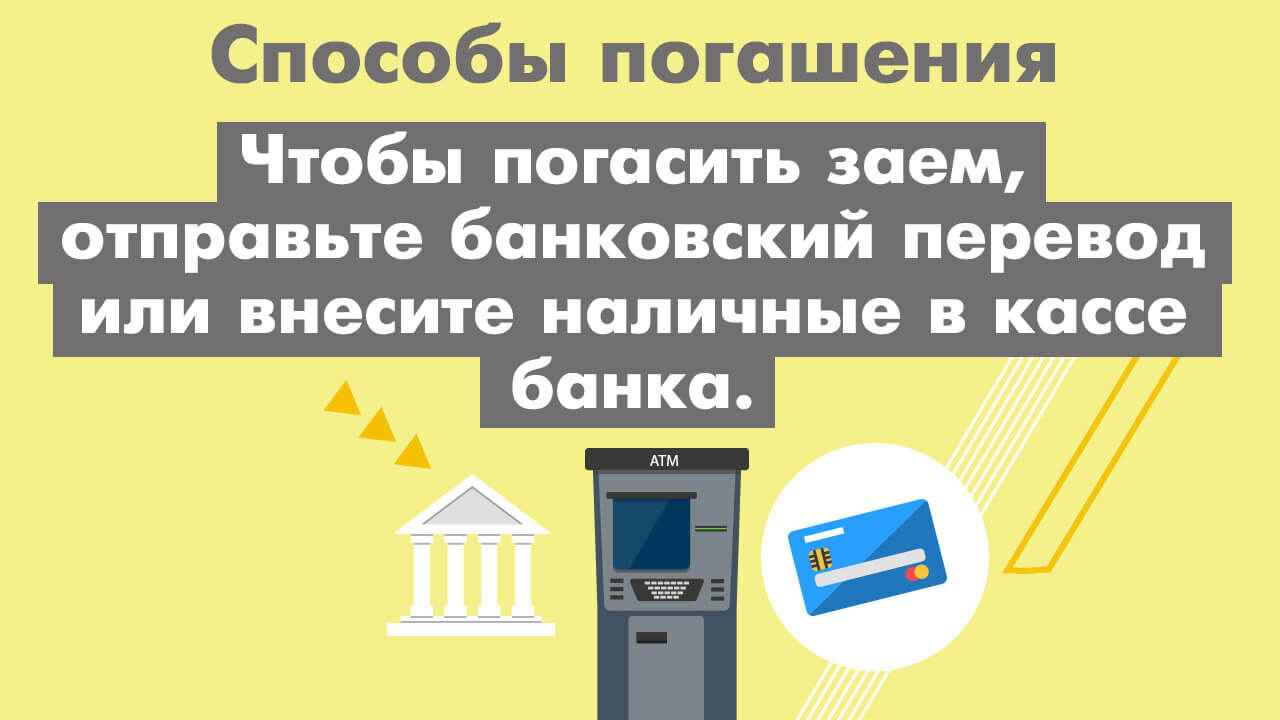 Способы погашения
Чтобы погасить заем,
отправьте банковский перевод
или внесите наличные в кассе
банка.
ATM